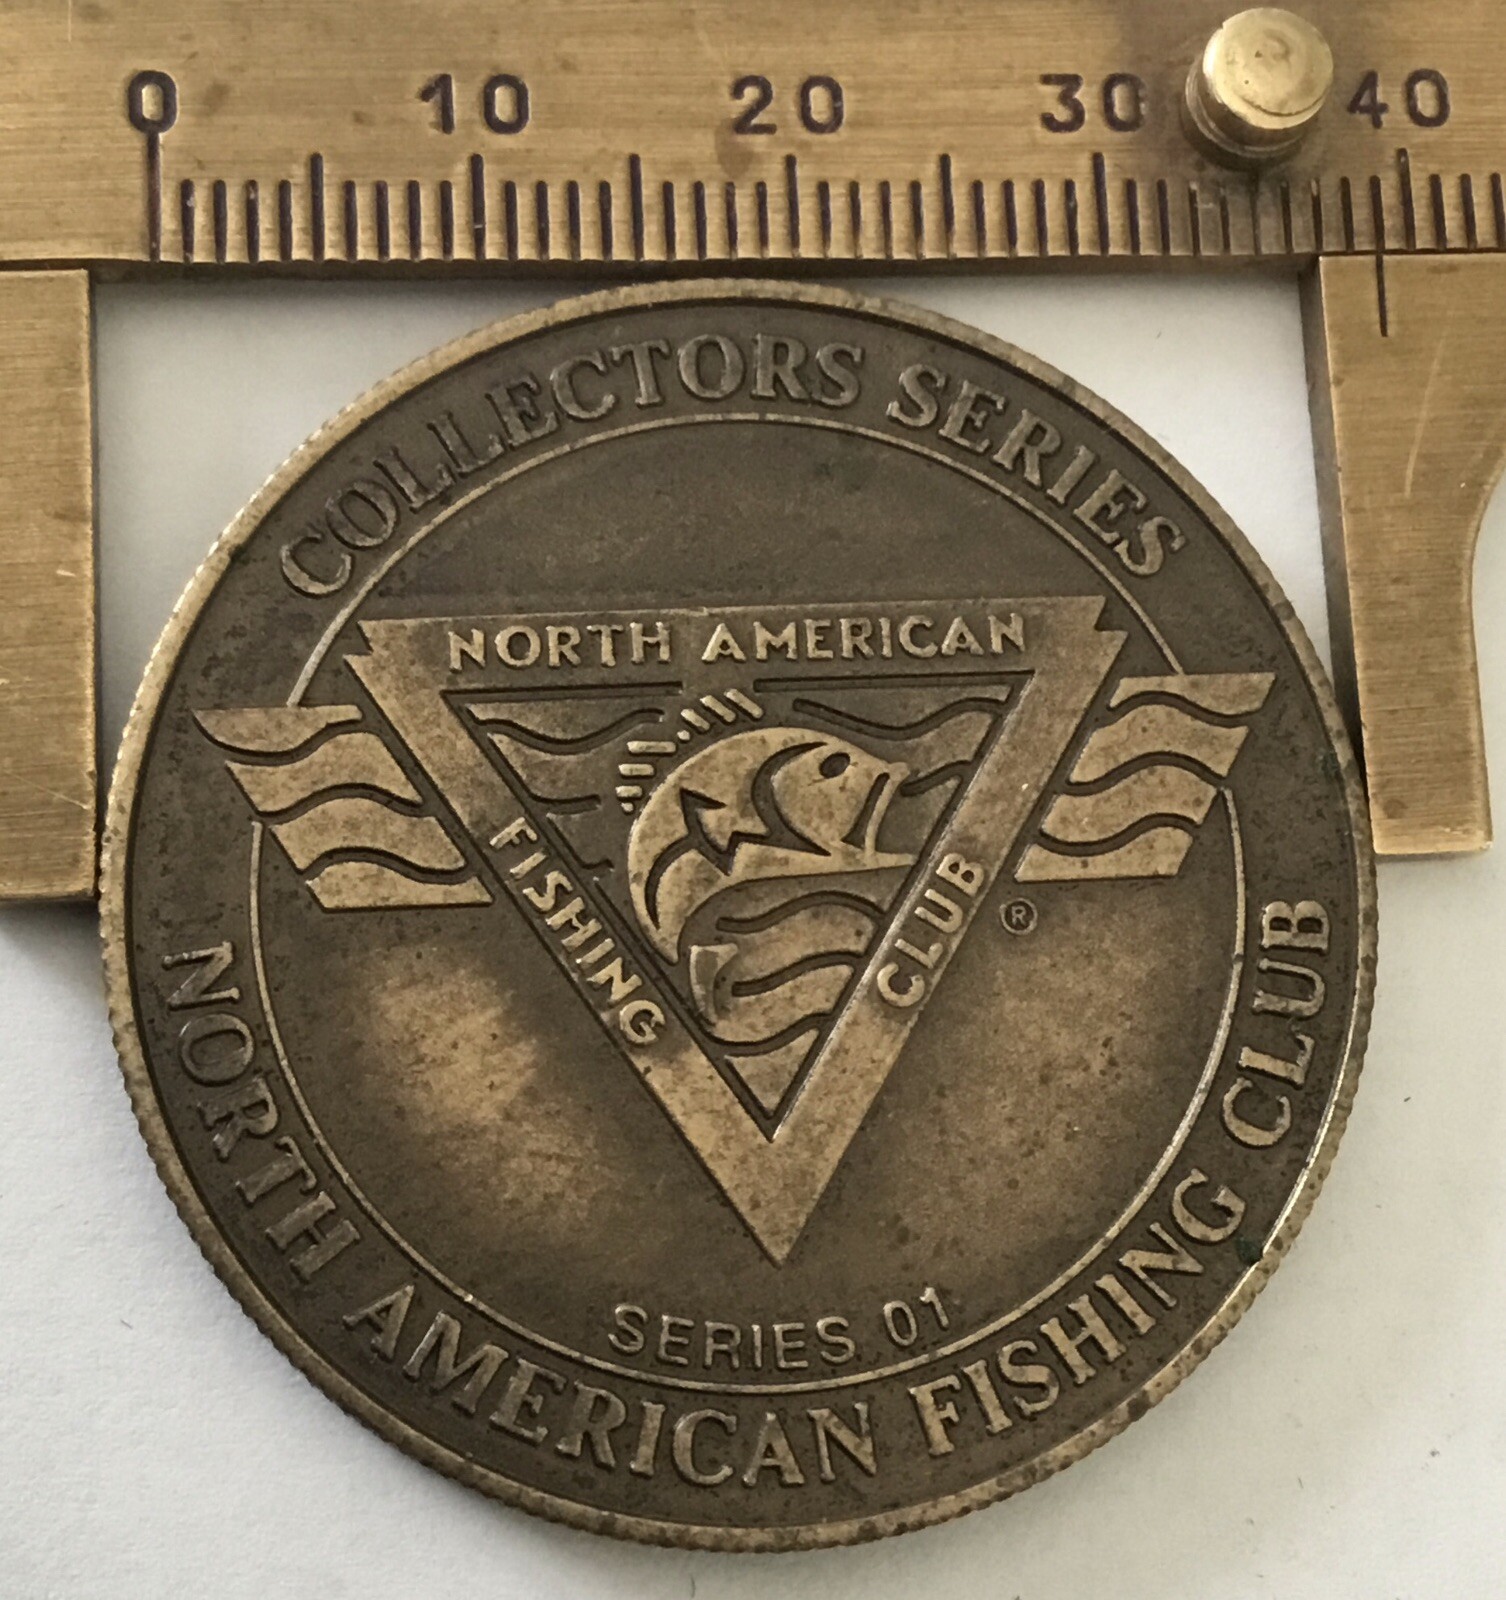 0 10 20 30 40
COLLECTORS SERIES
NORTH AMERICAN
FISHING
CLUB
®
SERIES 01
NORTH AMERICAN FISHING CLUB